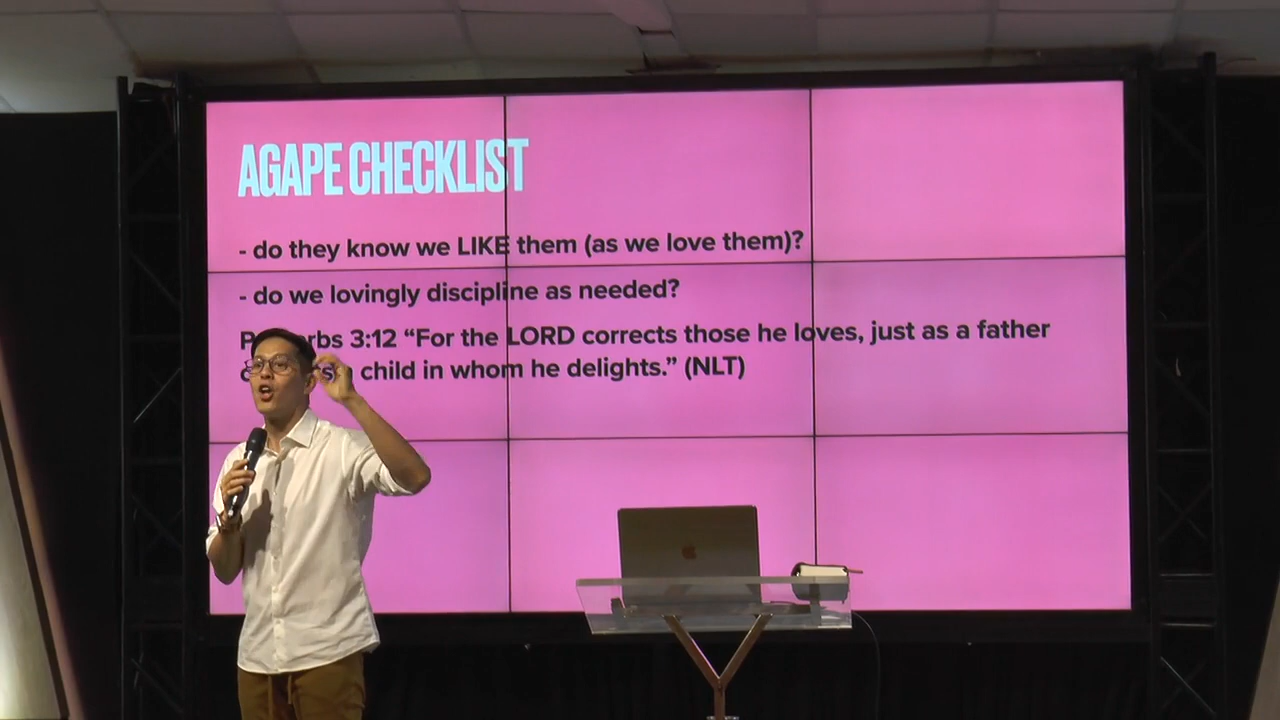 AGAPE CHECKLIST
- do they know we LIKE them (as we love them)?
- do we lovingly discipline as needed?
3:12 “For the LORD corrects those he loves, just as a father
child in whom he delights.” (NLT)